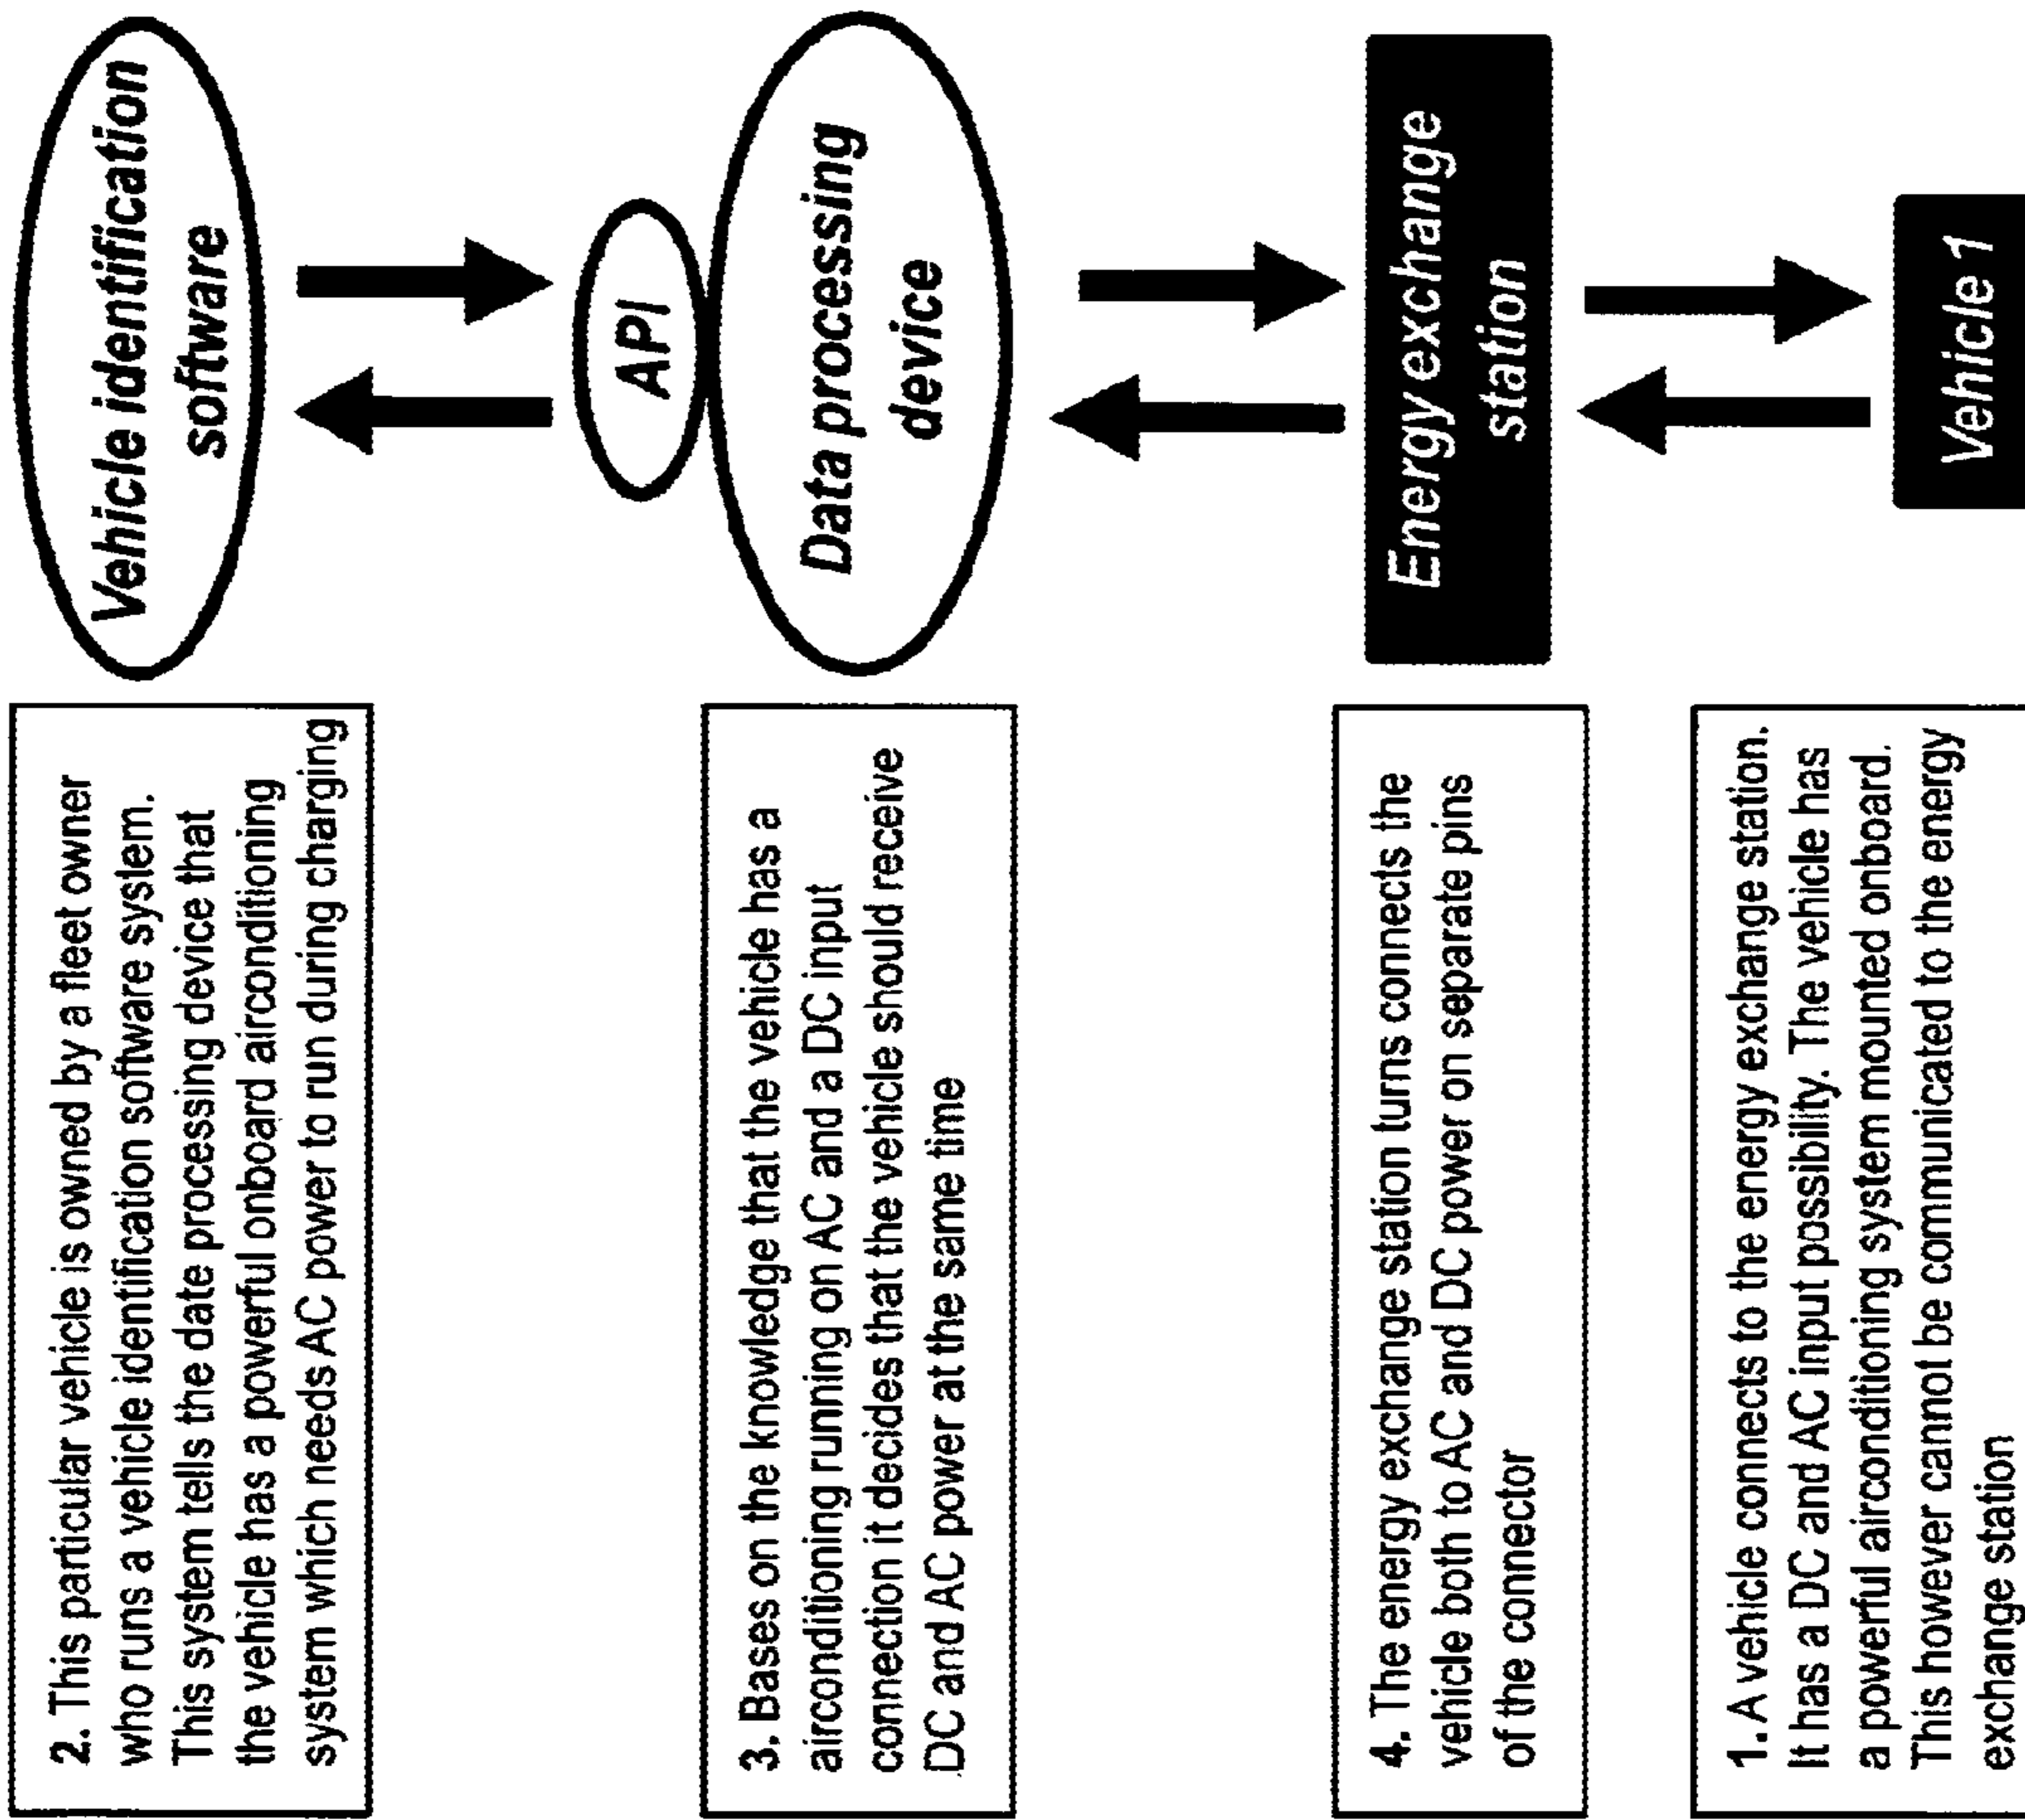 2. This particular vehicle is owned by a fleet owner
who runs a vehicle identification software system.
This system tells the date processing device that
the vehicle has a powerful onboard airconditioning
system which needs AC power to run during charging
Vehicle identification
software
API
3. Bases on the knowledge that the vehicle has a
airconditioning running on AC and a DC input
connection it decides that the vehicle should receive
DC and AC power at the same time
Data processing
device
4. The energy exchange station turns connects the
vehicle both to AC and DC power on separate pins
of the connector
Energy exchange
station
1. A vehicle connects to the energy exchange station.
It has a DC and AC input possibility. The vehicle has
a powerful airconditioning system mounted onboard.
This however cannot be communicated to the energy
exchange station
Vehicle 1